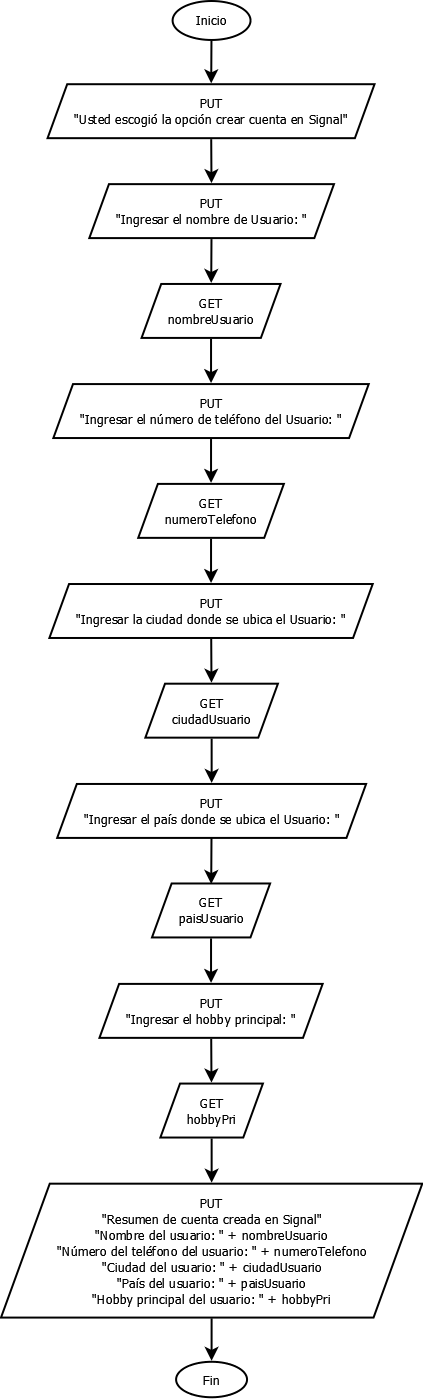 Inicio
PUT
"Usted escogió la opción crear cuenta en Signal"
PUT
"Ingresar el nombre de Usuario: "
GET
nombreUsuario
PUT
"Ingresar el número de teléfono del Usuario: "
GET
numeroTelefono
PUT
"Ingresar la ciudad donde se ubica el Usuario: "
GET
ciudadUsuario
PUT
"Ingresar el país donde se ubica el Usuario: "
GET
paisUsuario
PUT
"Ingresar el hobby principal: "
GET
hobbyPri
PUT
"Resumen de cuenta creada en Signal"
"Nombre del usuario: " + nombreUsuario
"Número del teléfono del usuario: " + numeroTelefono
"Ciudad del usuario: " + ciudadUsuario
"País del usuario: " + paisUsuario
"Hobby principal del usuario: " + hobbyPri
Fin